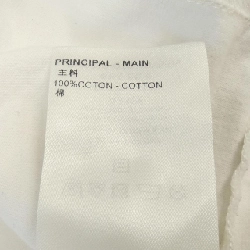 PRINCIPAL - MAIN
主料
100%COTON - COTTON
棉